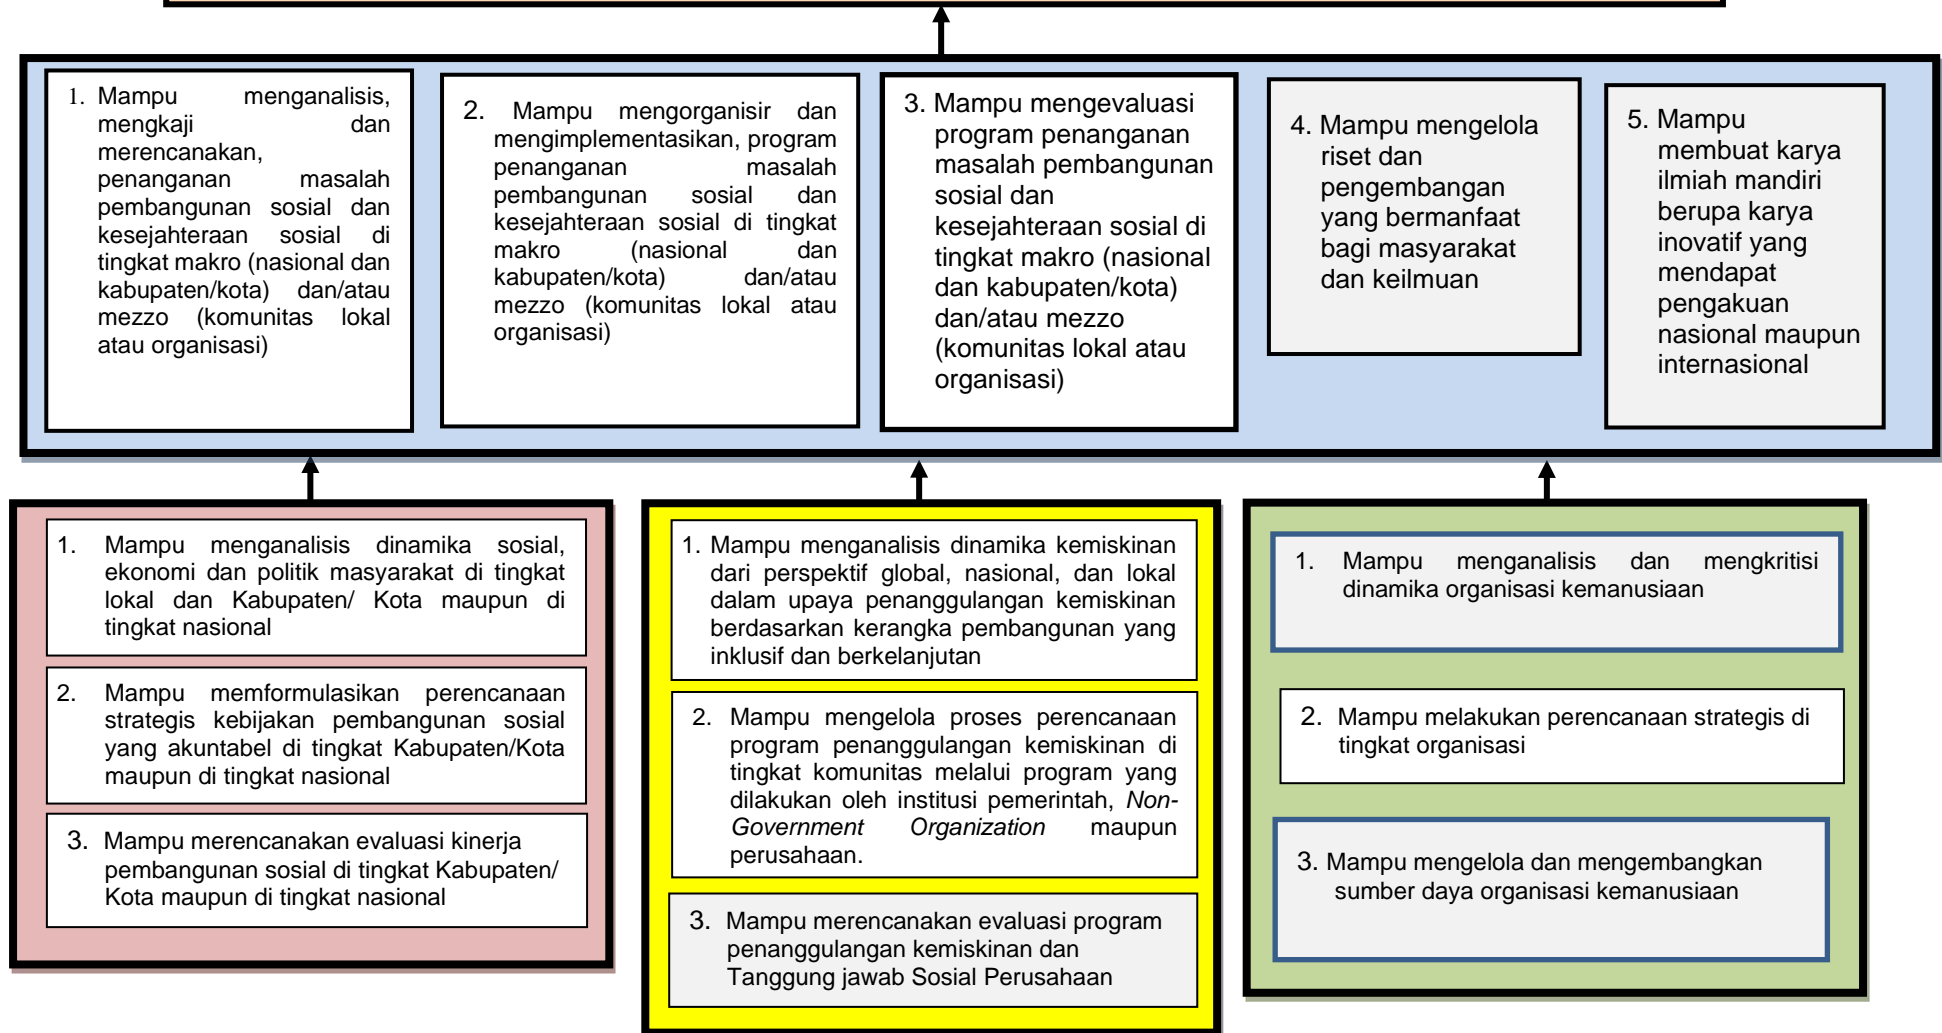 1. Mampu menganalisis,
mengkaji dan
merencanakan,
penanganan masalah
pembangunan sosial dan
kesejahteraan sosial di
tingkat makro (nasional dan
kabupaten/kota) dan/atau
mezzo (komunitas lokal
atau organisasi)
2. Mampu mengorganisir dan
mengimplementasikan, program
penanganan masalah
pembangunan sosial dan
kesejahteraan sosial di tingkat
makro (nasional dan
kabupaten/kota) dan/atau
mezzo (komunitas lokal atau
organisasi)
3. Mampu mengevaluasi
program penanganan
masalah pembangunan
sosial dan
kesejahteraan sosial di
tingkat makro (nasional
dan kabupaten/kota)
dan/atau mezzo
(komunitas lokal atau
organisasi)
4. Mampu mengelola
riset dan
pengembangan
yang bermanfaat
bagi masyarakat
dan keilmuan
5. Mampu
membuat karya
ilmiah mandiri
berupa karya
inovatif yang
mendapat
pengakuan
nasional maupun
internasional
1. Mampu menganalisis dinamika sosial,
ekonomi dan politik masyarakat di tingkat
lokal dan Kabupaten/ Kota maupun di
tingkat nasional
2. Mampu memformulasikan perencanaan
strategis kebijakan pembangunan sosial
yang akuntabel di tingkat Kabupaten/Kota
maupun di tingkat nasional
3. Mampu merencanakan evaluasi kinerja
pembangunan sosial di tingkat Kabupaten/
Kota maupun di tingkat nasional
1. Mampu menganalisis dinamika kemiskinan
dari perspektif global, nasional, dan lokal
dalam upaya penanggulangan kemiskinan
berdasarkan kerangka pembangunan yang
inklusif dan berkelanjutan
2. Mampu mengelola proses perencanaan
program penanggulangan kemiskinan di
tingkat komunitas melalui program yang
dilakukan oleh institusi pemerintah, Non-
Government Organization maupun
perusahaan.
3. Mampu merencanakan evaluasi program
penanggulangan kemiskinan dan
Tanggung jawab Sosial Perusahaan
1. Mampu menganalisis dan mengkritisi
dinamika organisasi kemanusiaan
2. Mampu melakukan perencanaan strategis di
tingkat organisasi
3. Mampu mengelola dan mengembangkan
sumber daya organisasi kemanusiaan